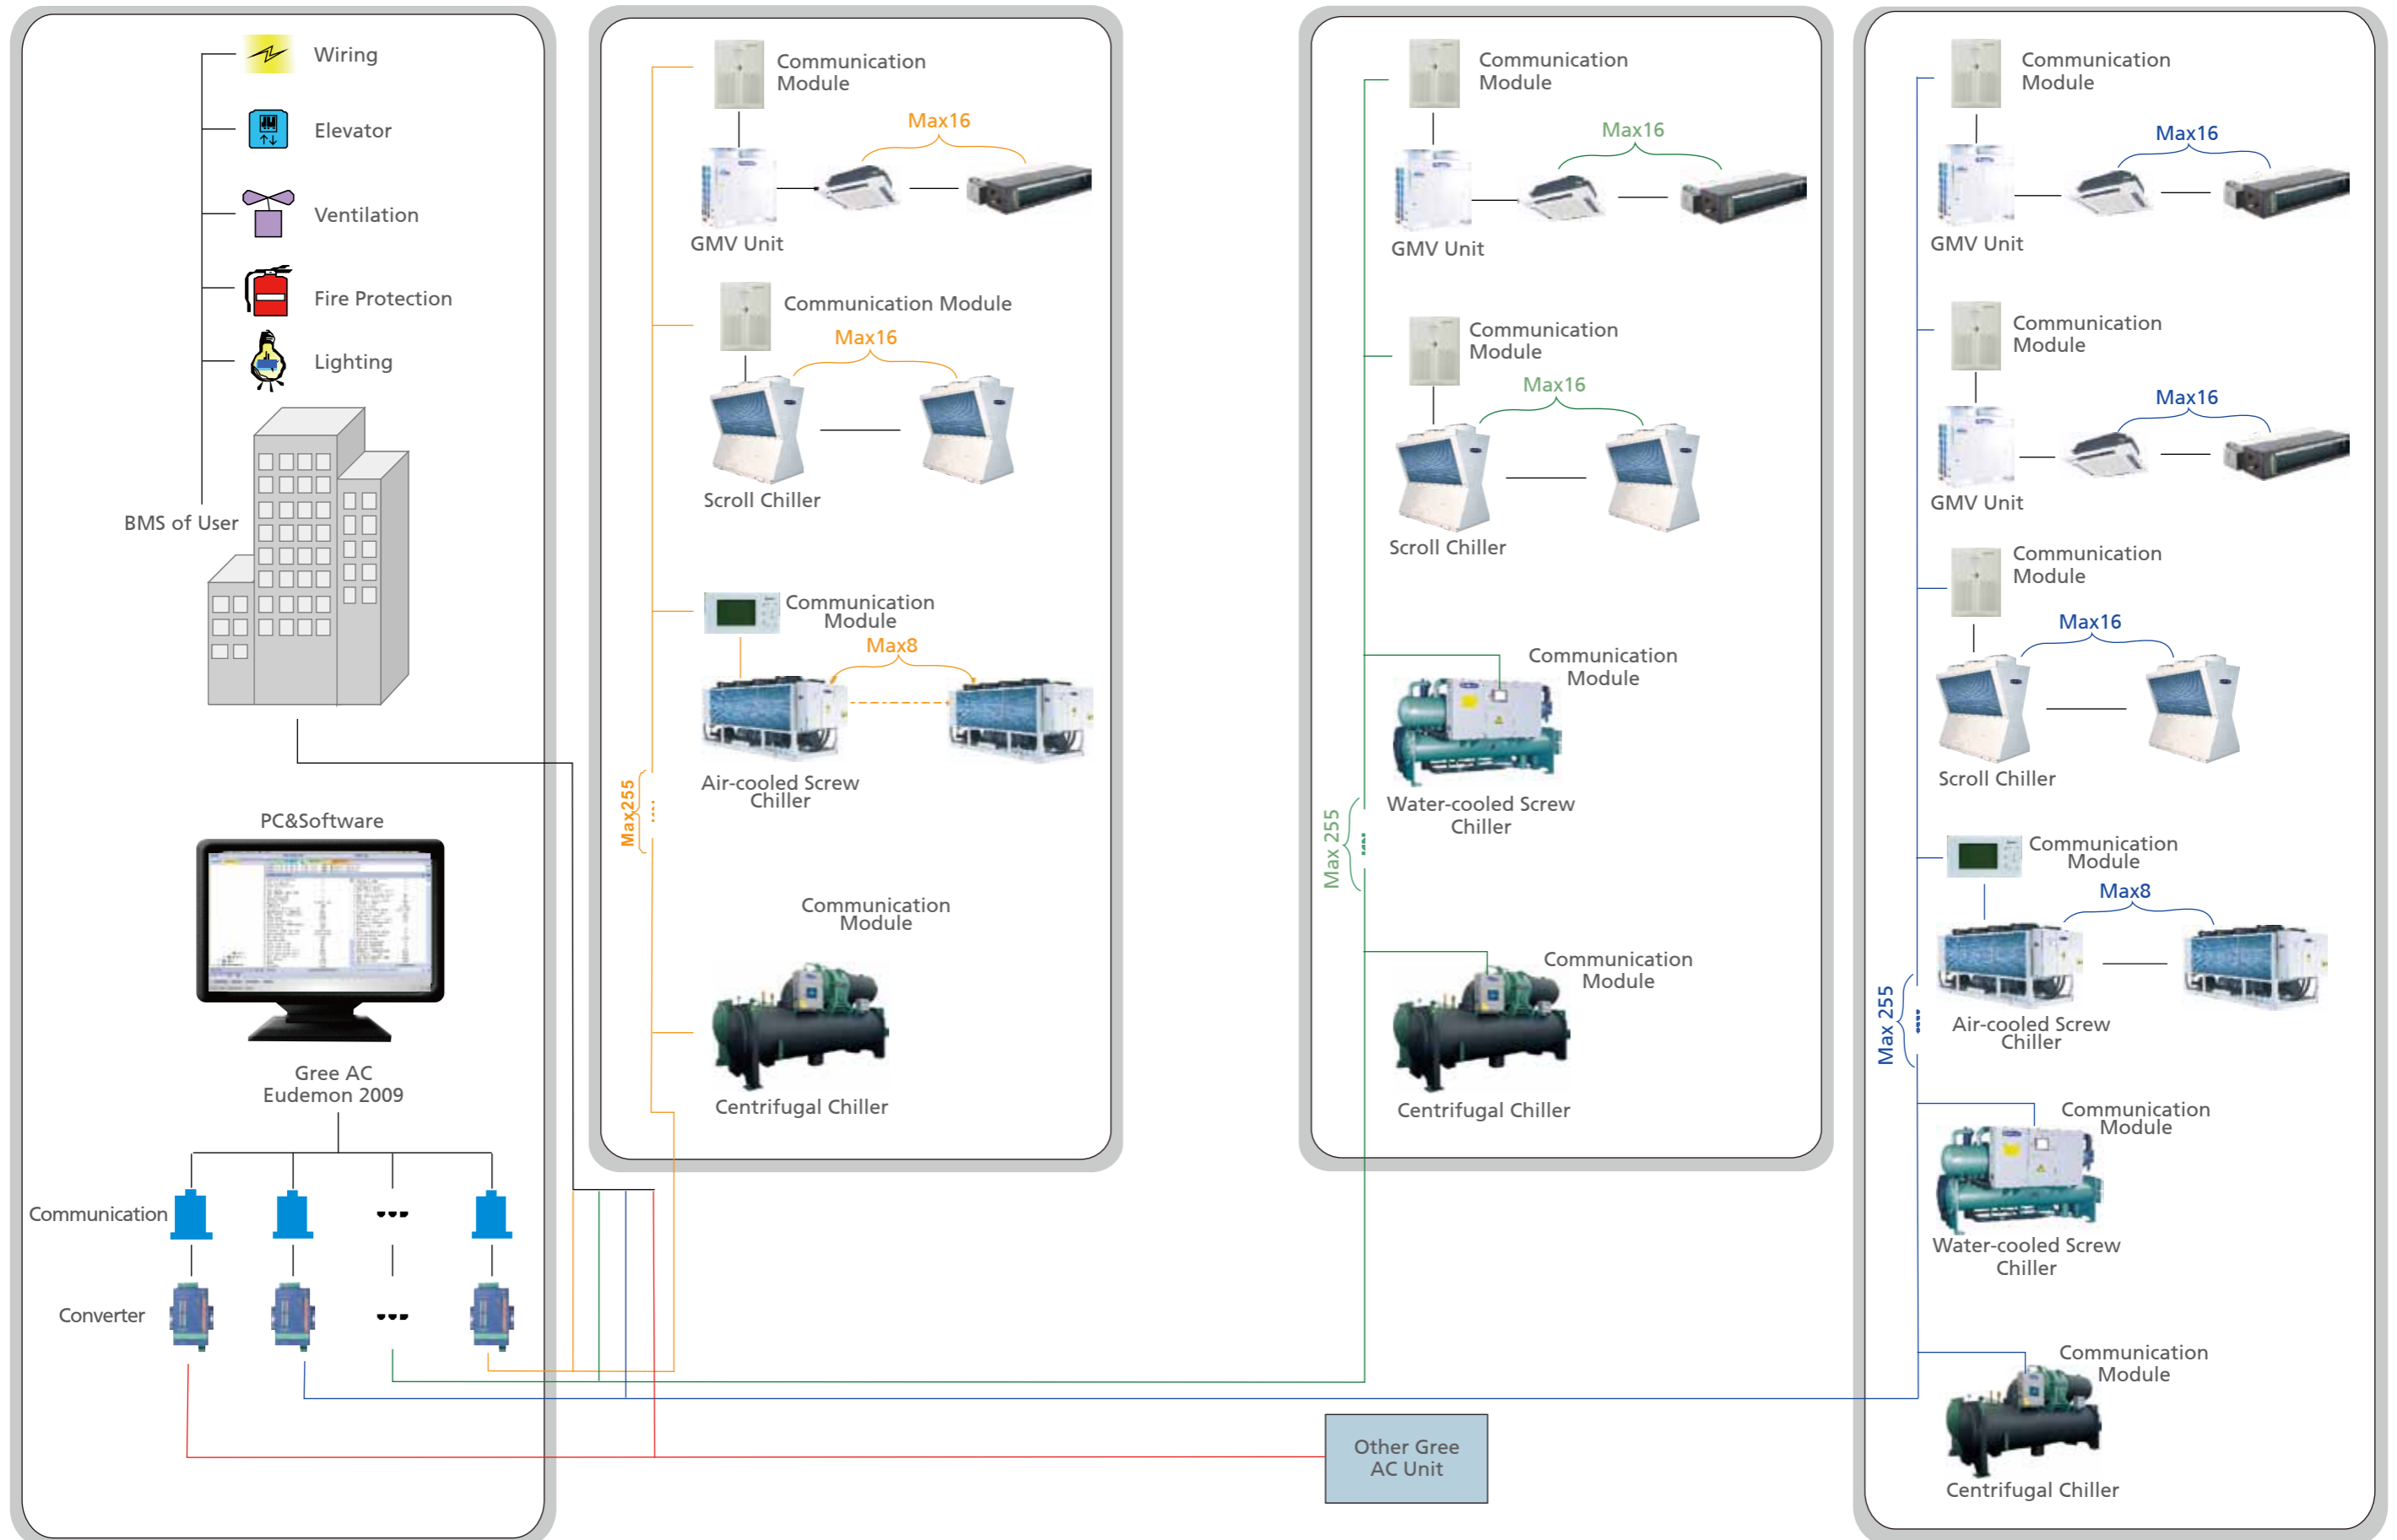 Wiring
Elevator
Ventilation
Fire Protection
Lighting
BMS of User
PC&Software
Gree AC
Eudemon 2009
Communication
Converter
Communication
Module
Max16
GMV Unit
Communication Module
Max16
Scroll Chiller
Communication
Module
Max8
Air-cooled Screw
Chiller
Max255
Communication
Module
Centrifugal Chiller
Communication
Module
Max16
GMV Unit
Communication
Module
Max16
Scroll Chiller
Communication
Module
Water-cooled Screw
Chiller
Max 255
Communication
Module
Centrifugal Chiller
Other Gree
AC Unit
Communication
Module
Max16
GMV Unit
Communication
Module
Max16
GMV Unit
Communication
Module
Max16
Scroll Chiller
Communication
Module
Max8
Air-cooled Screw
Chiller
Max 255
Communication
Module
Water-cooled Screw
Chiller
Communication
Module
Centrifugal Chiller